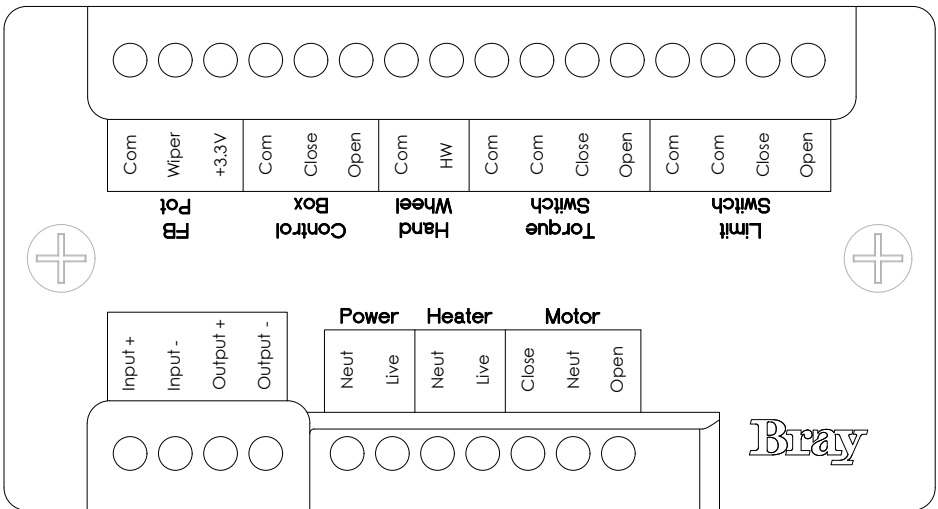 Com Wiper +3.3V Com Close Open Com HW Com Com Close Open Com Com Close Open
FB Pot
Control Box
Hand Wheel
Torque Switch
Limit Switch
Power Heater Motor
Input + Input - Output + Output - Neut Live Neut Live Close Neut Open
Bray